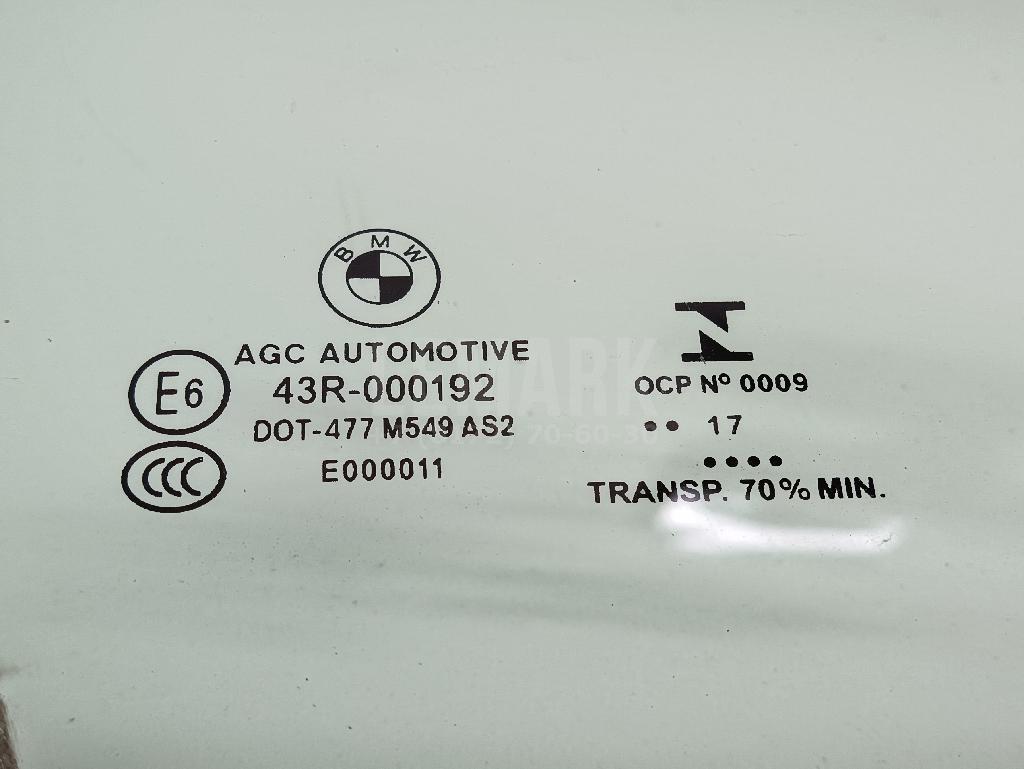 BMW
AGC AUTOMOTIVE
E6
43R-000192
DOT-477 M549 AS2
CCC
E000011
OCP Nº 0009
•• 17
••••
TRANSP. 70% MIN.